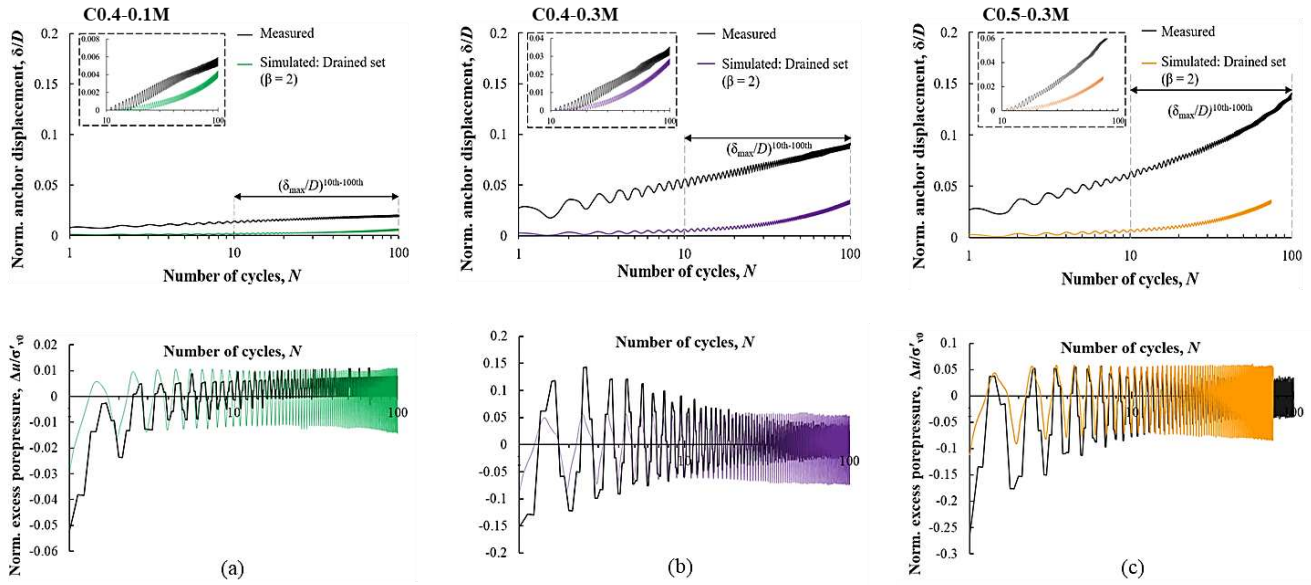 C0.4-0.1M
Norm. anchor displacement, δ/D
0.2
0.15
0.1
0.05
0
0.008
0.006
0.004
0.002
0
10
100
Measured
Simulated: Drained set
(β = 2)
(δmax/D)10th-100th
1
10
100
Number of cycles, N
C0.4-0.3M
Norm. anchor displacement, δ/D
0.2
0.15
0.1
0.05
0
0.04
0.03
0.02
0.01
0
10
100
Measured
Simulated: Drained set
(β = 2)
(δmax/D)10th-100th
1
10
100
Number of cycles, N
C0.5-0.3M
Norm. anchor displacement, δ/D
0.2
0.15
0.1
0.05
0
0.06
0.04
0.02
0
10
100
Measured
Simulated: Drained set
(β = 2)
(δmax/D)10th-100th
1
10
100
Number of cycles, N
Norm. excess porepressure, Δu/σ′v0
0.02
0.01
0
-0.01
-0.02
-0.03
-0.04
-0.05
-0.06
Number of cycles, N
10
100
(a)
Norm. excess porepressure, Δu/σ′v0
0.2
0.15
0.1
0.05
0
-0.05
-0.1
-0.15
-0.2
Number of cycles, N
10
100
(b)
Norm. excess porepressure, Δu/σ′v0
0.1
0.05
0
-0.05
-0.1
-0.15
-0.2
-0.25
-0.3
Number of cycles, N
10
(c)